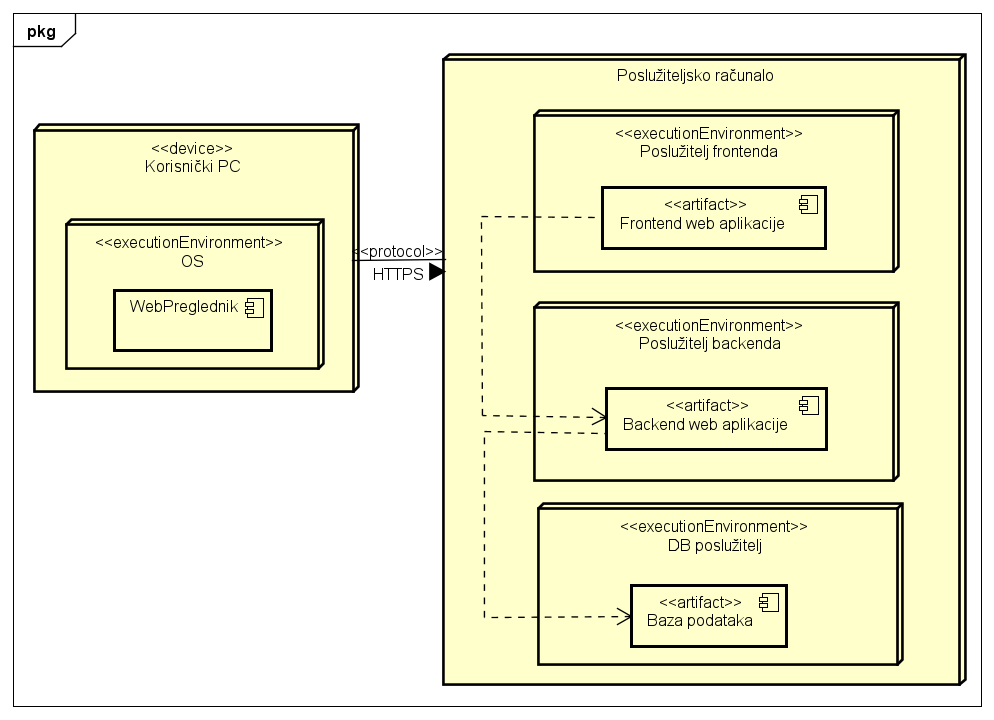 pkg
<<device>>
Korisnički PC
<<executionEnvironment>>
OS
WebPreglednik
<<protocol>>
HTTPS
Poslužiteljsko računalo
<<executionEnvironment>>
Poslužitelj frontenda
<<artifact>>
Frontend web aplikacije
<<executionEnvironment>>
Poslužitelj backenda
<<artifact>>
Backend web aplikacije
<<executionEnvironment>>
DB poslužitelj
<<artifact>>
Baza podataka